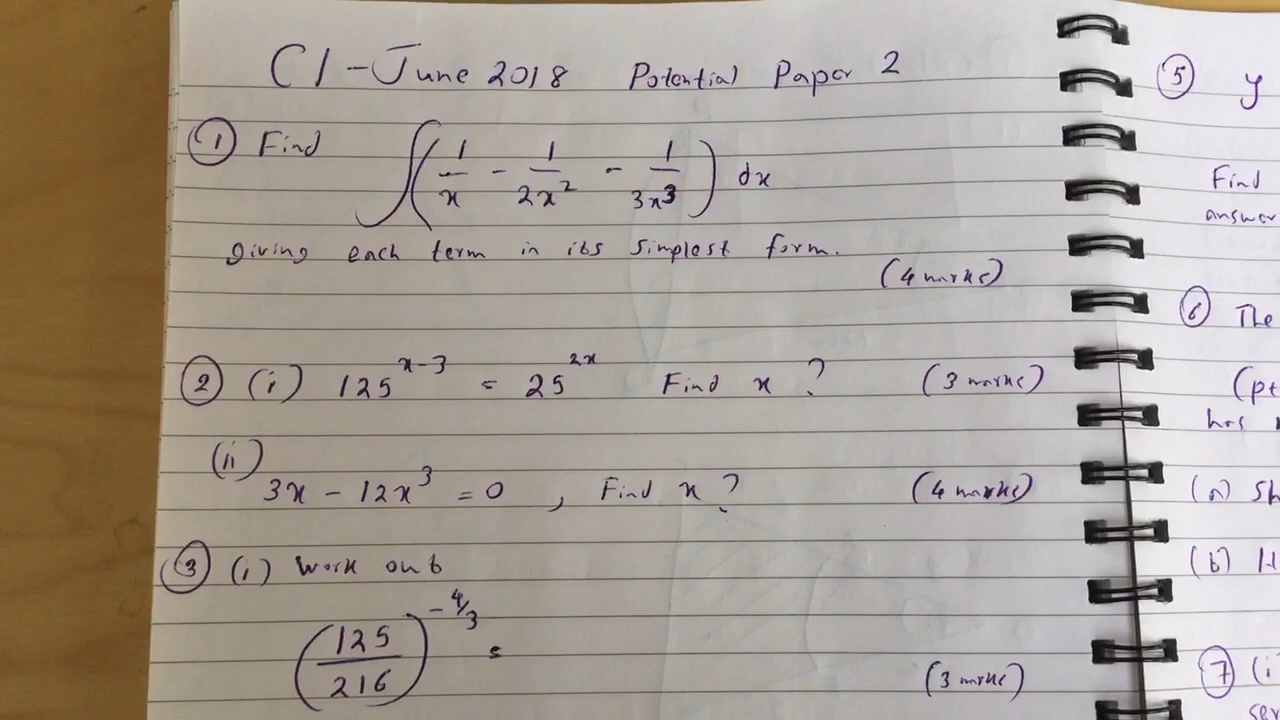 C1 - June 2018 Potential Paper 2
① Find ∫(1/x - 1/2x² - 1/3x³) dx
giving each term in its simplest form.
(4 marks)
② (i) 125^(x-3) = 25^(2x) Find x ? (3 marks)
(ii)
3x - 12x³ = 0 , Find x ? (4 marks)
③ (i) Work out
(125/216)^(-4/3) =
(3 marks)
⑤ y
Find
answer
⑥ The
(pt
has
(a) Sh
(b) H
⑦ (i
ser